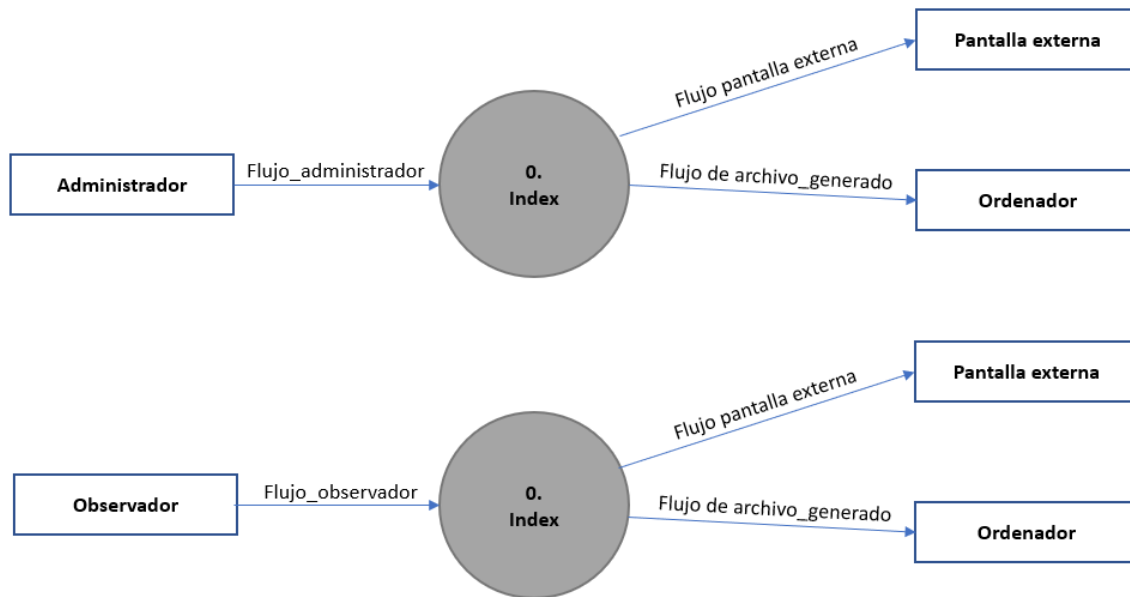 Pantalla externa
Flujo pantalla externa
Administrador
Flujo_administrador
0.
Index
Flujo de archivo_generado
Ordenador
Pantalla externa
Flujo pantalla externa
Observador
Flujo_observador
0.
Index
Flujo de archivo_generado
Ordenador